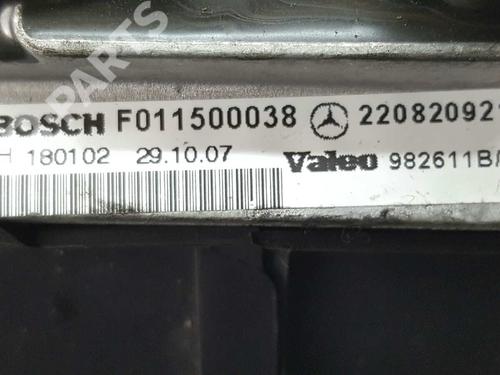 B-PARTS
BOSCH F011500038 220820921
H 180102 29.10.07 Valeo 982611B